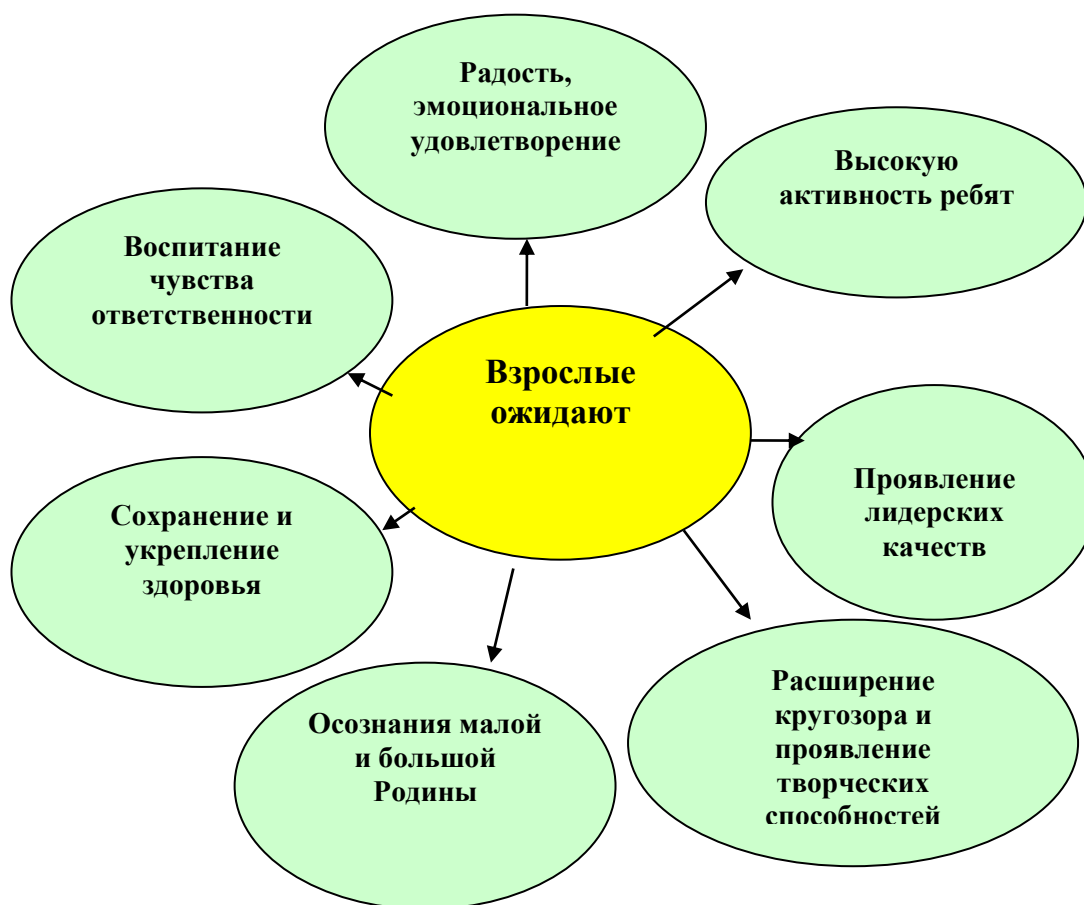 Радость,
эмоциональное
удовлетворение
Высокую
активность ребят
Воспитание
чувства
ответственности
Взрослые
ожидают
Проявление
лидерских
качеств
Сохранение и
укрепление
здоровья
Расширение
кругозора и
проявление
творческих
способностей
Осознания малой
и большой
Родины